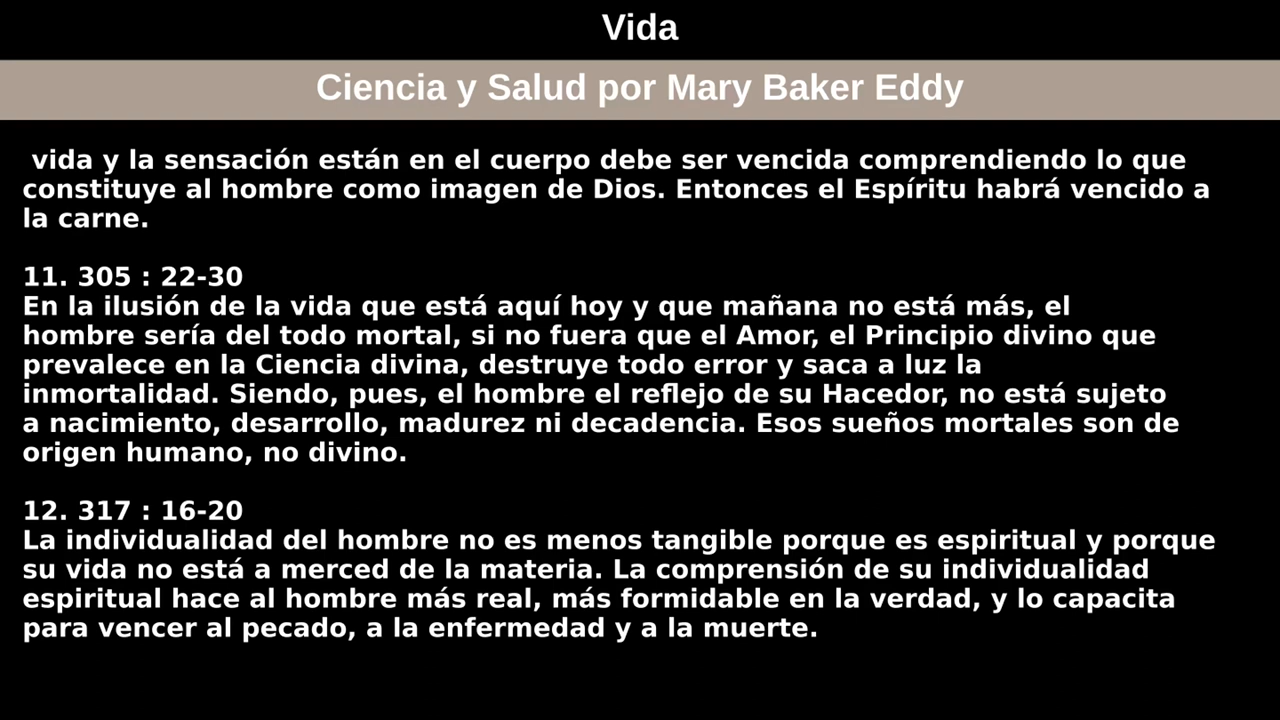 Vida
Ciencia y Salud por Mary Baker Eddy
vida y la sensación están en el cuerpo debe ser vencida comprendiendo lo que
constituye al hombre como imagen de Dios. Entonces el Espíritu habrá vencido a
la carne.
11. 305 : 22-30
En la ilusión de la vida que está aquí hoy y que mañana no está más, el
hombre sería del todo mortal, si no fuera que el Amor, el Principio divino que
prevalece en la Ciencia divina, destruye todo error y saca a luz la
inmortalidad. Siendo, pues, el hombre el reflejo de su Hacedor, no está sujeto
a nacimiento, desarrollo, madurez ni decadencia. Esos sueños mortales son de
origen humano, no divino.
12. 317 : 16-20
La individualidad del hombre no es menos tangible porque es espiritual y porque
su vida no está a merced de la materia. La comprensión de su individualidad
espiritual hace al hombre más real, más formidable en la verdad, y lo capacita
para vencer al pecado, a la enfermedad y a la muerte.